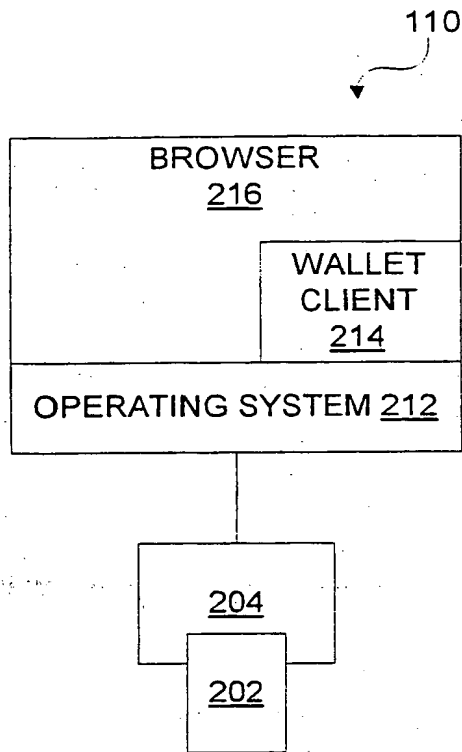 110
BROWSER
216
WALLET
CLIENT
214
OPERATING SYSTEM 212
204
202